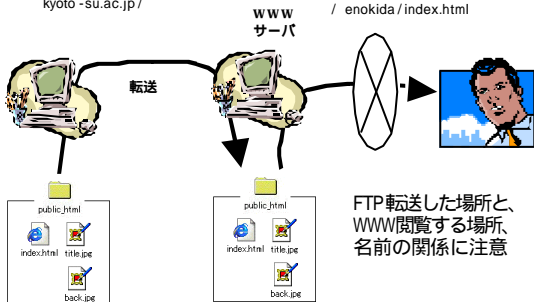 kyoto-su.ac.jp/
WWW
サーバ
/ enokida/index.html
転送
public_html
index.html title.jpg
back.jpg
public_html
index.html title.jpg
back.jpg
FTP転送した場所と、
WWW閲覧する場所、
名前の関係に注意